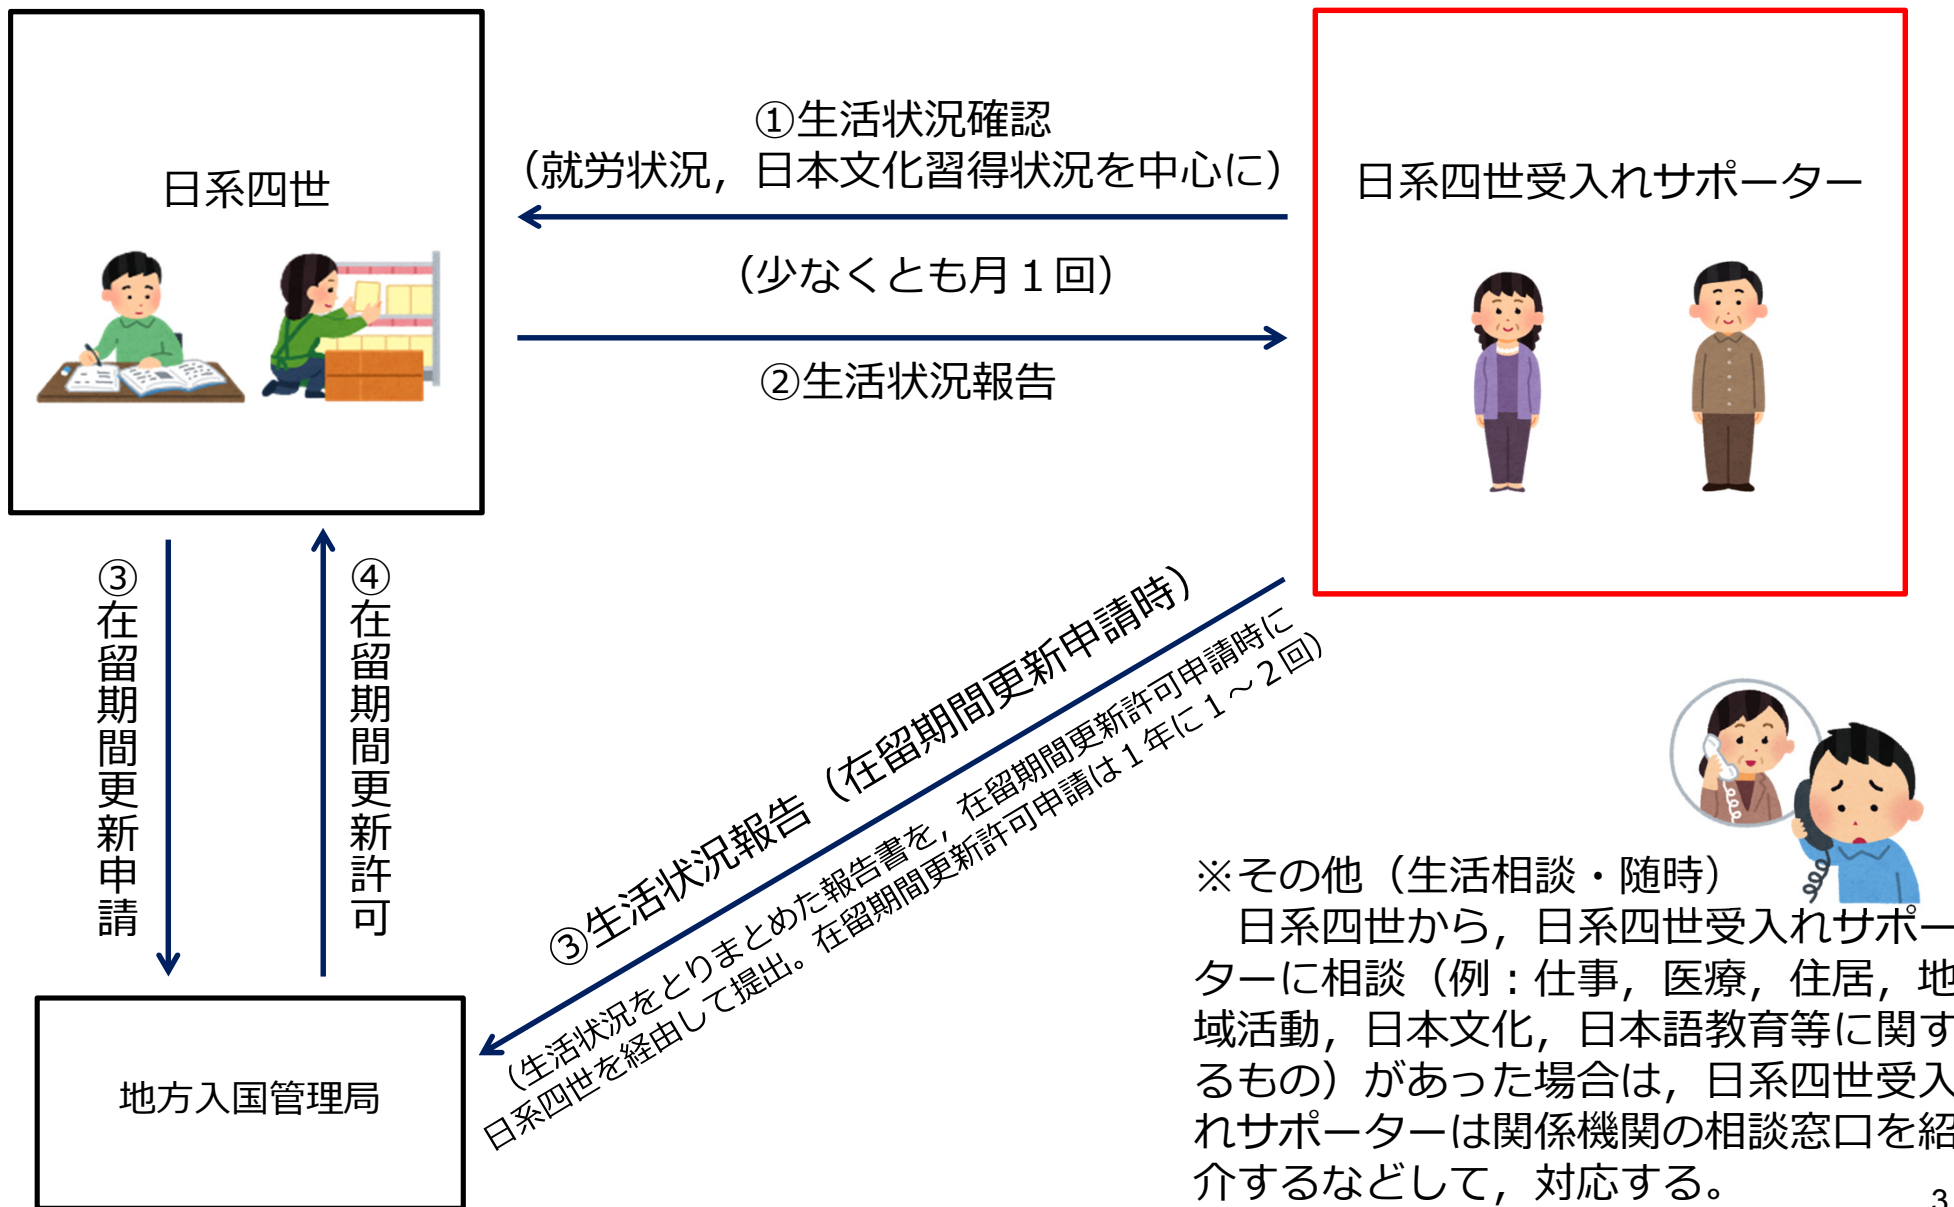 日系四世
①生活状況確認
（就労状況，日本文化習得状況を中心に）
（少なくとも月１回）
②生活状況報告
日系四世受入れサポーター
③在留期間更新申請
④在留期間更新許可
③生活状況報告（在留期間更新申請時）
（生活状況をとりまとめた報告書を，在留期間更新許可申請時に
日系四世を経由して提出。在留期間更新許可申請は１年に１～２回）
地方入国管理局
※その他（生活相談・随時）
日系四世から，日系四世受入れサポー
ターに相談（例：仕事，医療，住居，地
域活動，日本文化，日本語教育等に関す
るもの）があった場合は，日系四世受入
れサポーターは関係機関の相談窓口を紹
介するなどして，対応する。
3